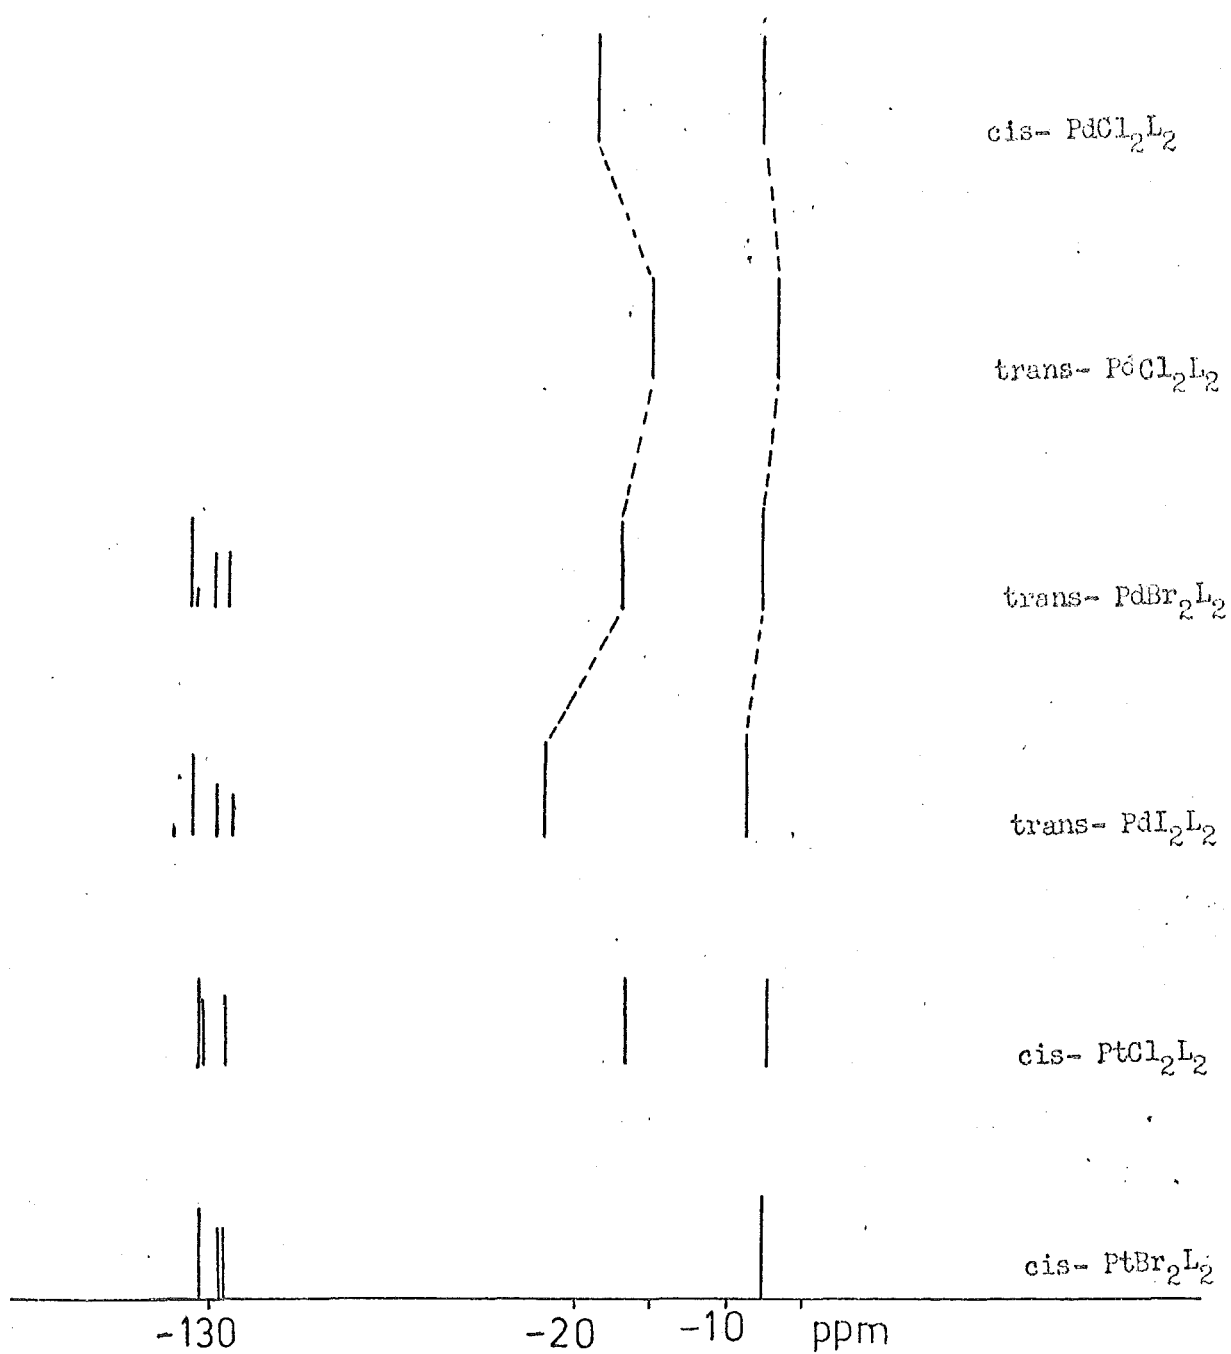 cis- PdCl₂L₂
trans- PdCl₂L₂
trans- PdBr₂L₂
trans- PdI₂L₂
cis- PtCl₂L₂
cis- PtBr₂L₂
-130 -20 -10 ppm